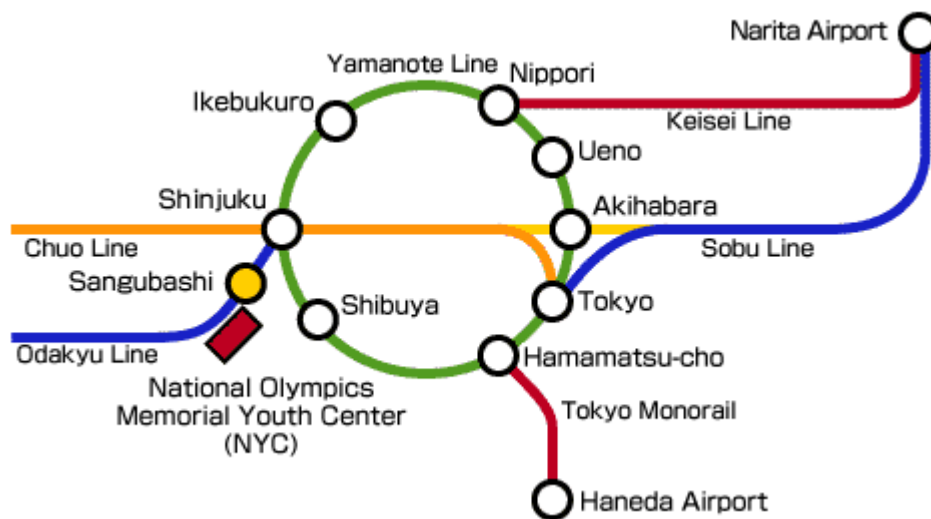 Narita Airport
Yamanote Line
Nippori
Ikebukuro
Keisei Line
Ueno
Shinjuku
Akihabara
Chuo Line
Sobu Line
Sangubashi
Shibuya
Tokyo
Odakyu Line
Hamamatsu-cho
National Olympics
Memorial Youth Center
(NYC)
Tokyo Monorail
Haneda Airport